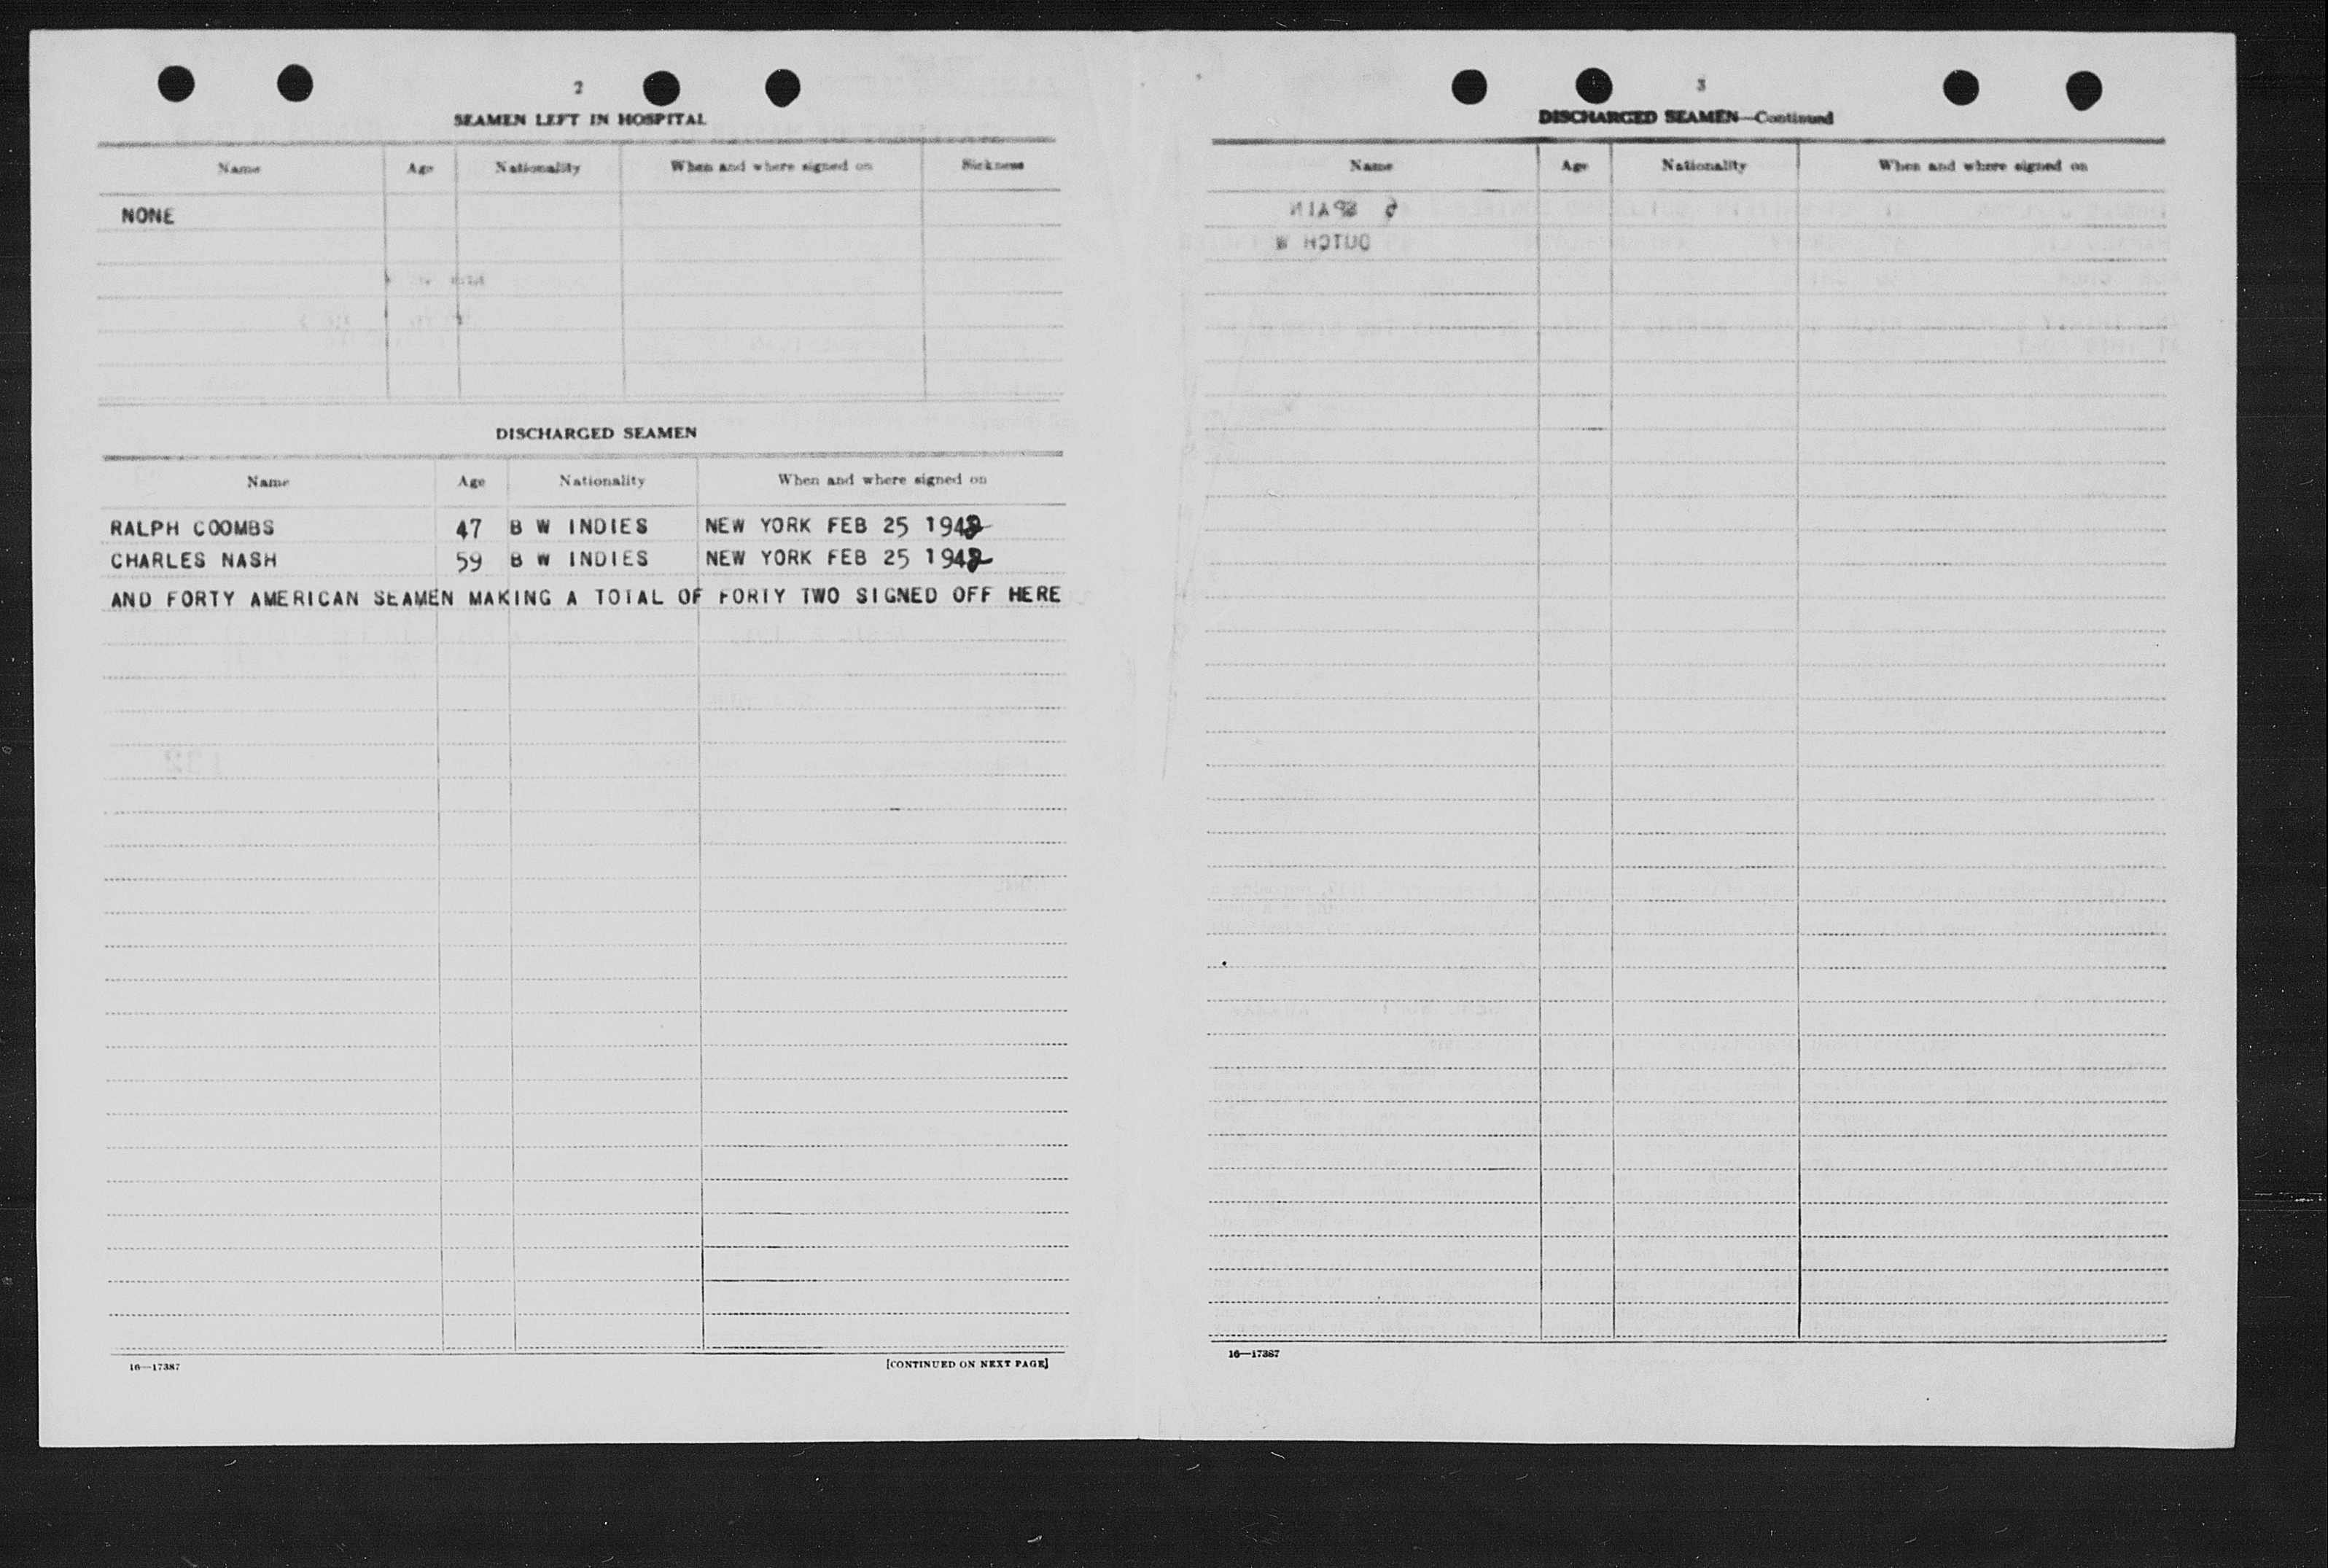 2
SEAMEN LEFT IN HOSPITAL
Name Age Nationality When and where signed on Sickness
NONE
DISCHARGED SEAMEN
Name Age Nationality When and where signed on
RALPH COOMBS 47 B W INDIES NEW YORK FEB 25 1942
CHARLES NASH 59 B W INDIES NEW YORK FEB 25 1942
AND FORTY AMERICAN SEAMEN MAKING A TOTAL OF FORTY TWO SIGNED OFF HERE
16—17387 [CONTINUED ON NEXT PAGE]
3
DISCHARGED SEAMEN—Continued
Name Age Nationality When and where signed on
SPAIN
DUTCH W
16—17387